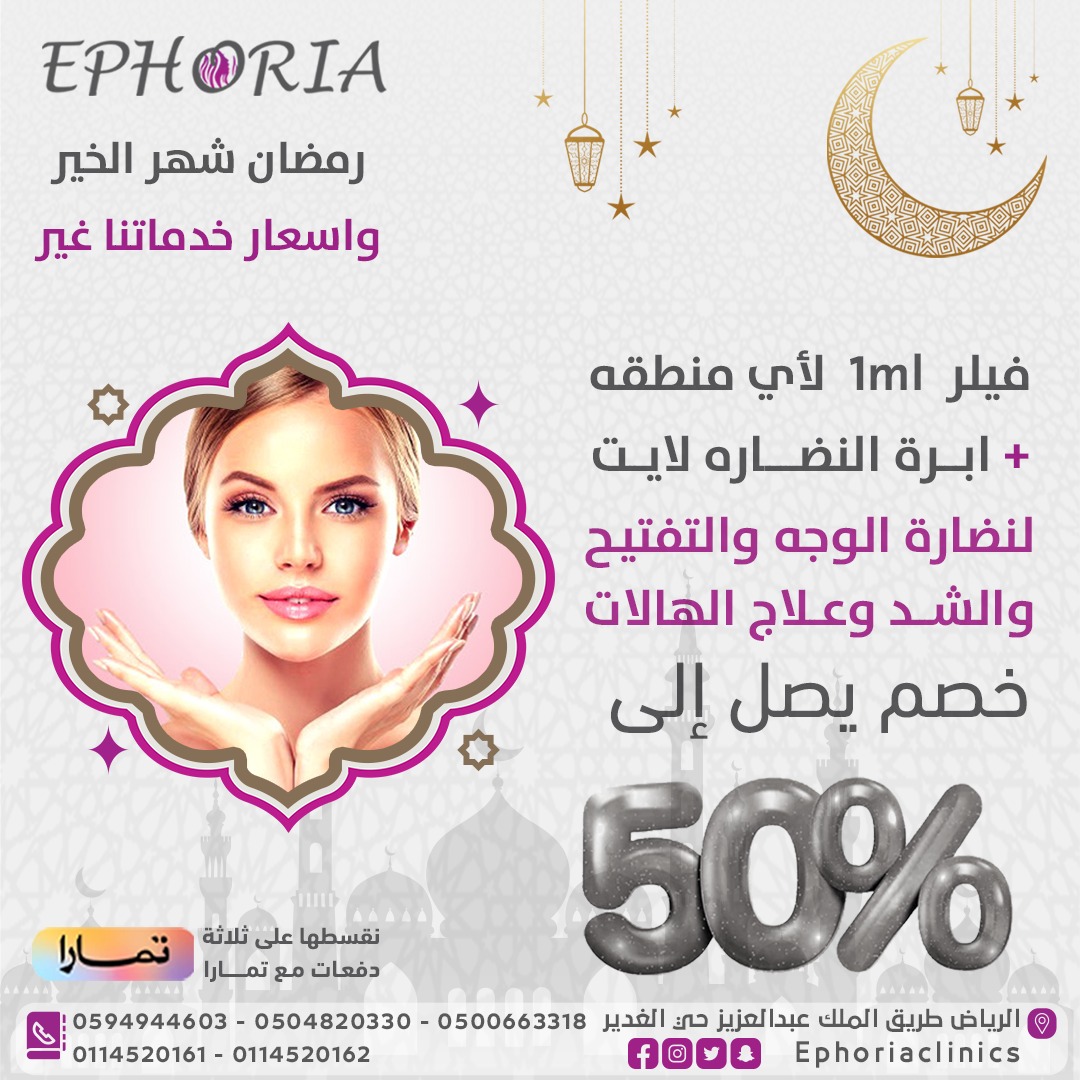 EPHORIA
رمضان شهر الخير
واسعار خدماتنا غير
فيلر 1ml لأي منطقه
+ ابـرة النضـــاره لايـت
لنضارة الوجه والتفتيح
والشـد وعـلاج الهالات
خصم يصل إلى
50%
نقسطها على ثلاثة
دفعات مع تمـــارا
تمـارا
الرياض طريق الملك عبدالعزيز حي الغدير
0594944603 - 0504820330 - 0500663318
0114520161 - 0114520162
Ephoriaclinics